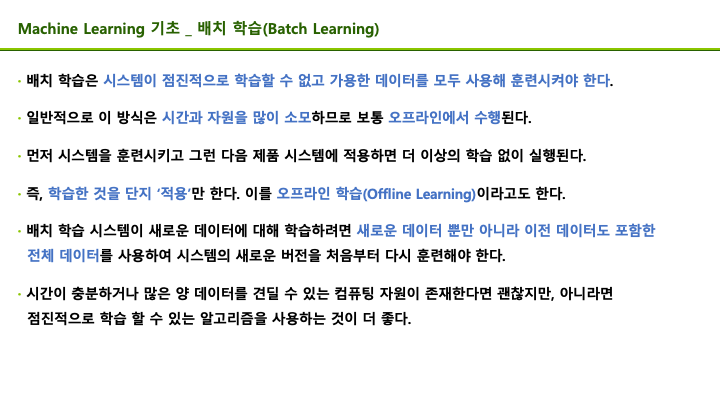 Machine Learning 기초 _ 배치 학습(Batch Learning)
· 배치 학습은 시스템이 점진적으로 학습할 수 없고 가용한 데이터를 모두 사용해 훈련시켜야 한다.
· 일반적으로 이 방식은 시간과 자원을 많이 소모하므로 보통 오프라인에서 수행된다.
· 먼저 시스템을 훈련시키고 그런 다음 제품 시스템에 적용하면 더 이상의 학습 없이 실행된다.
· 즉, 학습한 것을 단지 ‘적용’만 한다. 이를 오프라인 학습(Offline Learning)이라고도 한다.
· 배치 학습 시스템이 새로운 데이터에 대해 학습하려면 새로운 데이터 뿐만 아니라 이전 데이터도 포함한
전체 데이터를 사용하여 시스템의 새로운 버전을 처음부터 다시 훈련해야 한다.
· 시간이 충분하거나 많은 양 데이터를 견딜 수 있는 컴퓨팅 자원이 존재한다면 괜찮지만, 아니라면
점진적으로 학습 할 수 있는 알고리즘을 사용하는 것이 더 좋다.